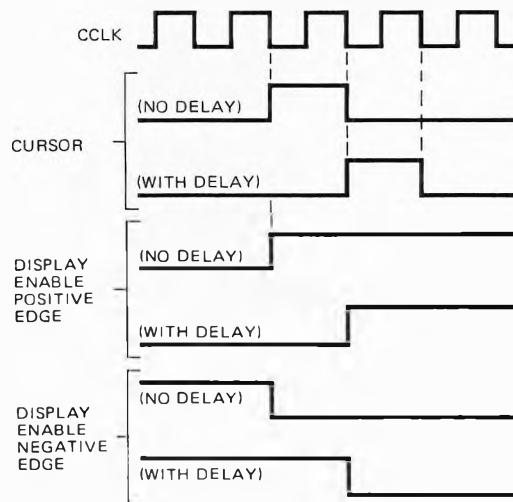 CCLK
(NO DELAY)
CURSOR
(WITH DELAY)
(NO DELAY)
DISPLAY
ENABLE
POSITIVE
EDGE
(WITH DELAY)
(NO DELAY)
DISPLAY
ENABLE
NEGATIVE
EDGE
(WITH DELAY)